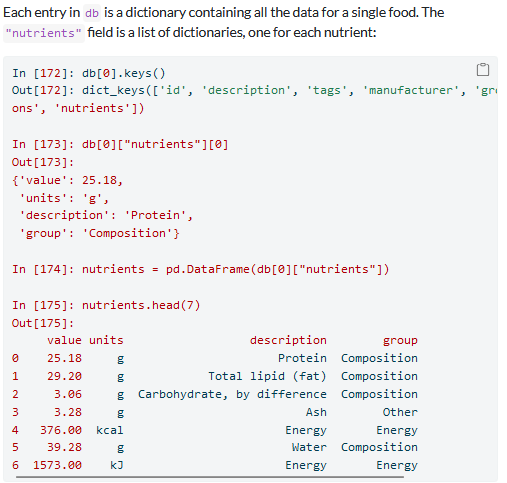 Each entry in db is a dictionary containing all the data for a single food. The
"nutrients" field is a list of dictionaries, one for each nutrient:
In [172]: db[0].keys()
Out[172]: dict_keys(['id', 'description', 'tags', 'manufacturer',
ons', 'nutrients'])
In [173]: db[0]["nutrients"][0]
Out[173]:
{'value': 25.18,
'units': 'g',
'description': 'Protein',
'group': 'Composition'}
In [174]: nutrients = pd.DataFrame(db[0]["nutrients"])
In [175]: nutrients.head(7)
Out[175]:
value units description group
0 25.18 g Protein Composition
1 29.20 g Total lipid (fat) Composition
2 3.06 g Carbohydrate, by difference Composition
3 3.28 g Ash Other
4 376.00 kcal Energy Energy
5 39.28 g Water Composition
6 1573.00 kJ Energy Energy